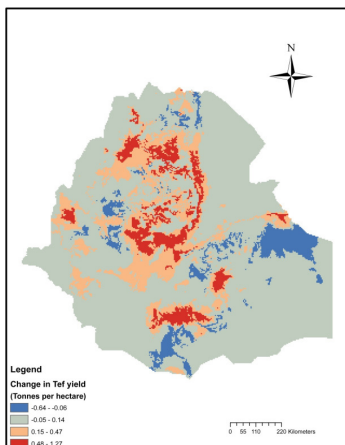 N
Legend
Change in Tef yield
(Tonnes per hectare)
-0.64 - -0.06
-0.05 - 0.14
0.15 - 0.47
0.48 - 1.27
0 55 110 220 Kilometers